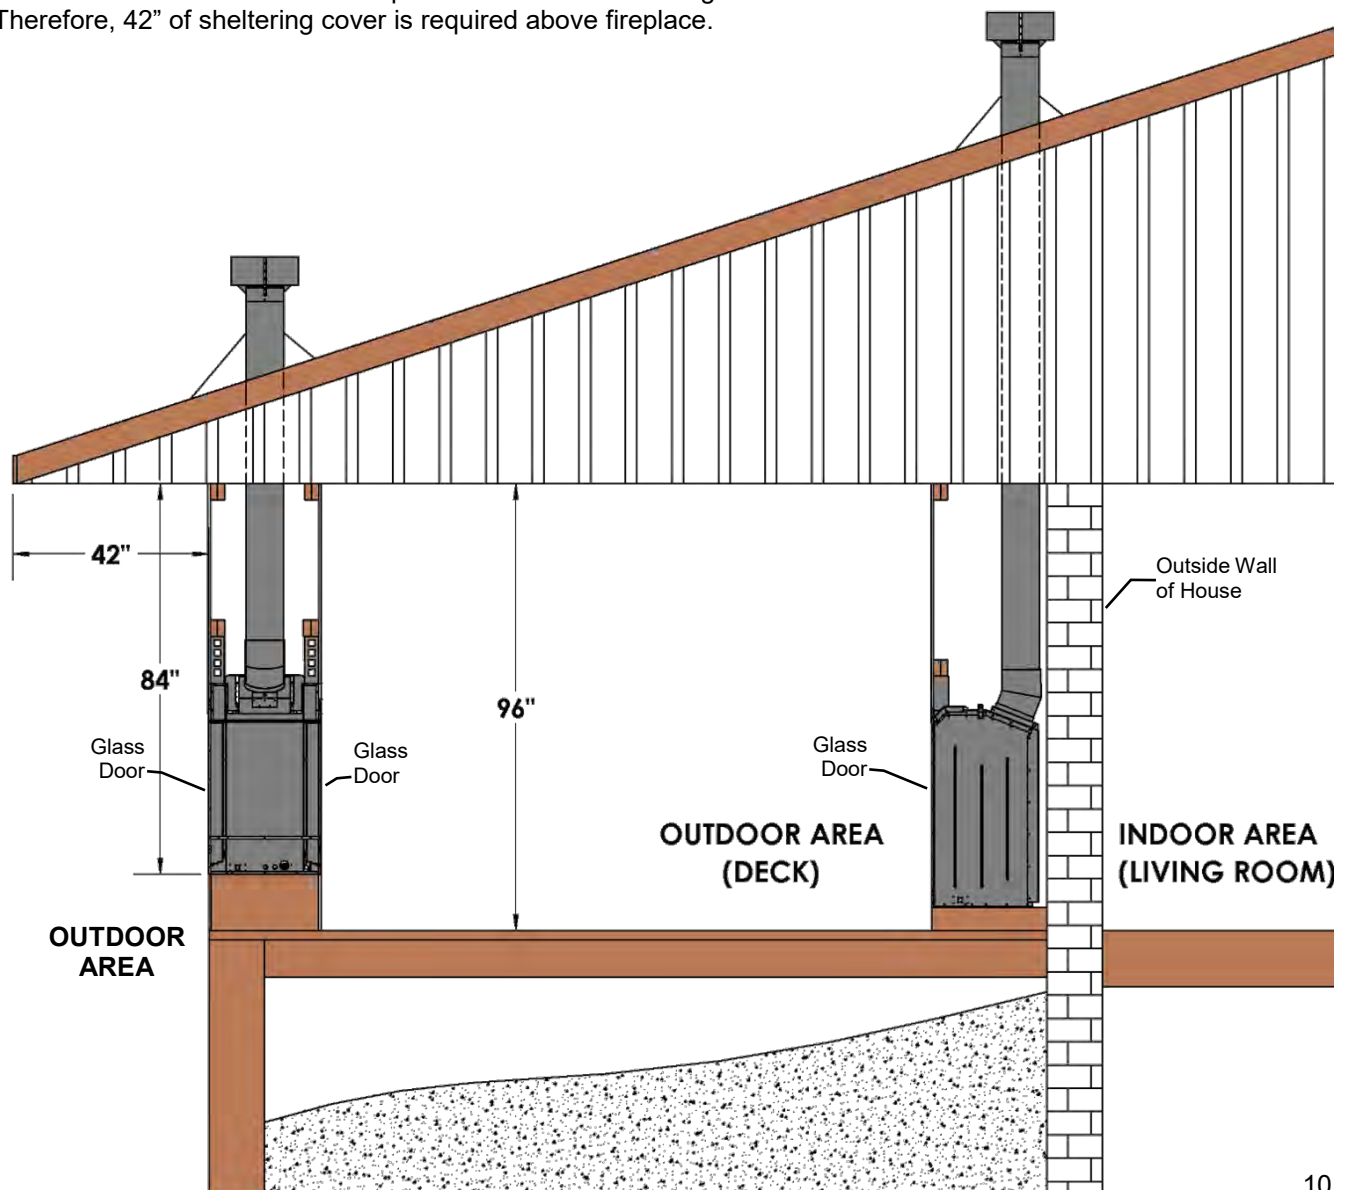 Therefore, 42” of sheltering cover is required above fireplace.
42"
84"
96"
Outside Wall
of House
Glass
Door
Glass
Door
Glass
Door
OUTDOOR AREA
(DECK)
INDOOR AREA
(LIVING ROOM)
OUTDOOR
AREA
10